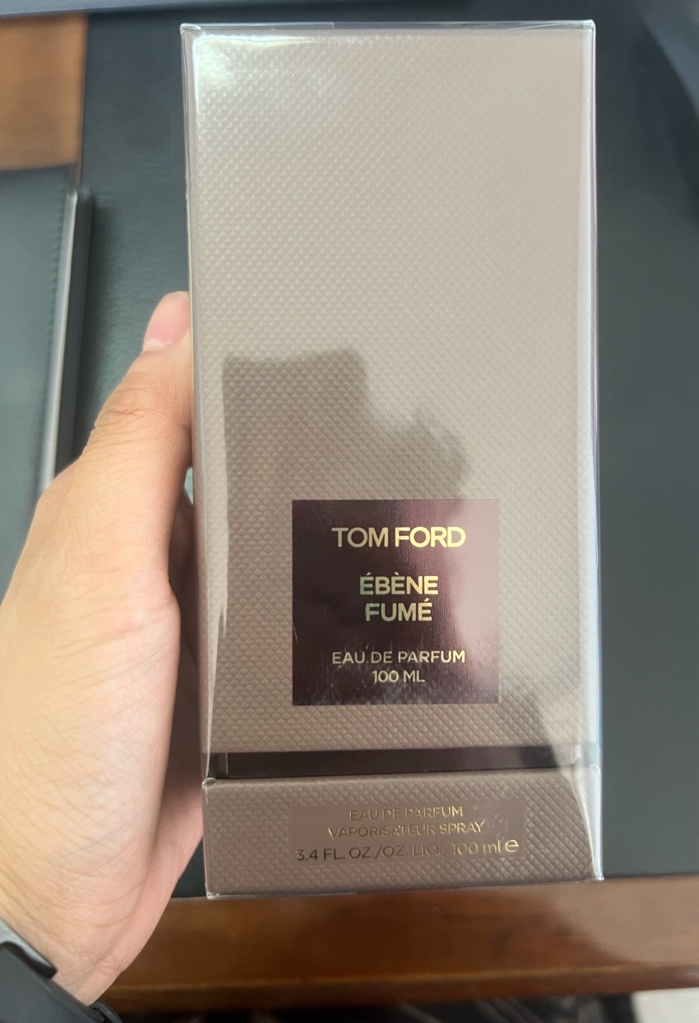 TOM FORD
ÉBÈNE
FUMÉ
EAU DE PARFUM
100 ML
EAU DE PARFUM
VAPORISATEUR SPRAY
3.4 FL. OZ./OZ. LIQ./ 100 ml ℮